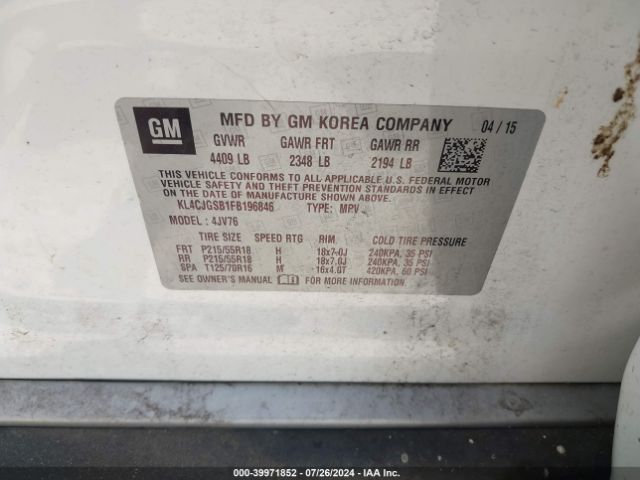 GM
MFD BY GM KOREA COMPANY 04 / 15
GVWR GAWR FRT GAWR RR
4409 LB 2348 LB 2194 LB
THIS VEHICLE CONFORMS TO ALL APPLICABLE U.S. FEDERAL MOTOR
VEHICLE SAFETY AND THEFT PREVENTION STANDARDS IN EFFECT ON
THE DATE OF MANUFACTURE SHOWN ABOVE.
KL4CJGSB1FB196846 TYPE: MPV
MODEL : 4JV76
TIRE SIZE SPEED RTG RIM COLD TIRE PRESSURE
FRT P215/55R18 H 18x7.0J 240KPA, 35 PSI
RR P215/55R18 H 18x7.0J 240KPA, 35 PSI
SPA T125/70R16 M 16x4.0T 420KPA, 60 PSI
SEE OWNER'S MANUAL FOR MORE INFORMATION.
000-39971852 | 07/26/2024 | IAA Inc.